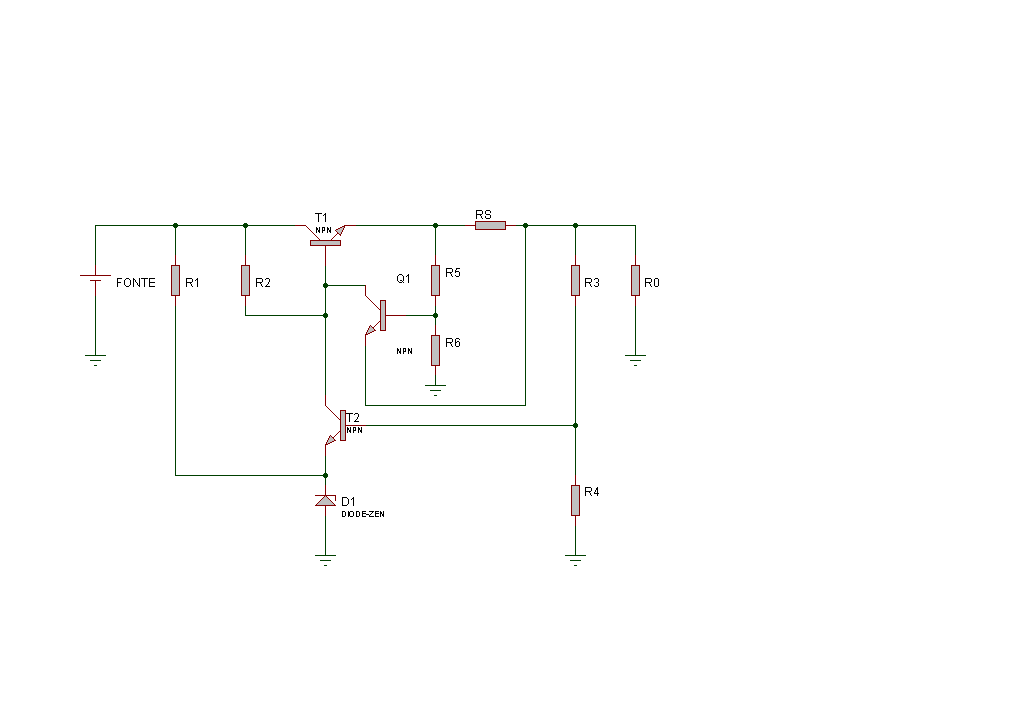 RS
T1
NPN
FONTE
R1
R2
Q1
R5
R3
R0
R6
NPN
T2
NPN
R4
D1
DIODE-ZEN